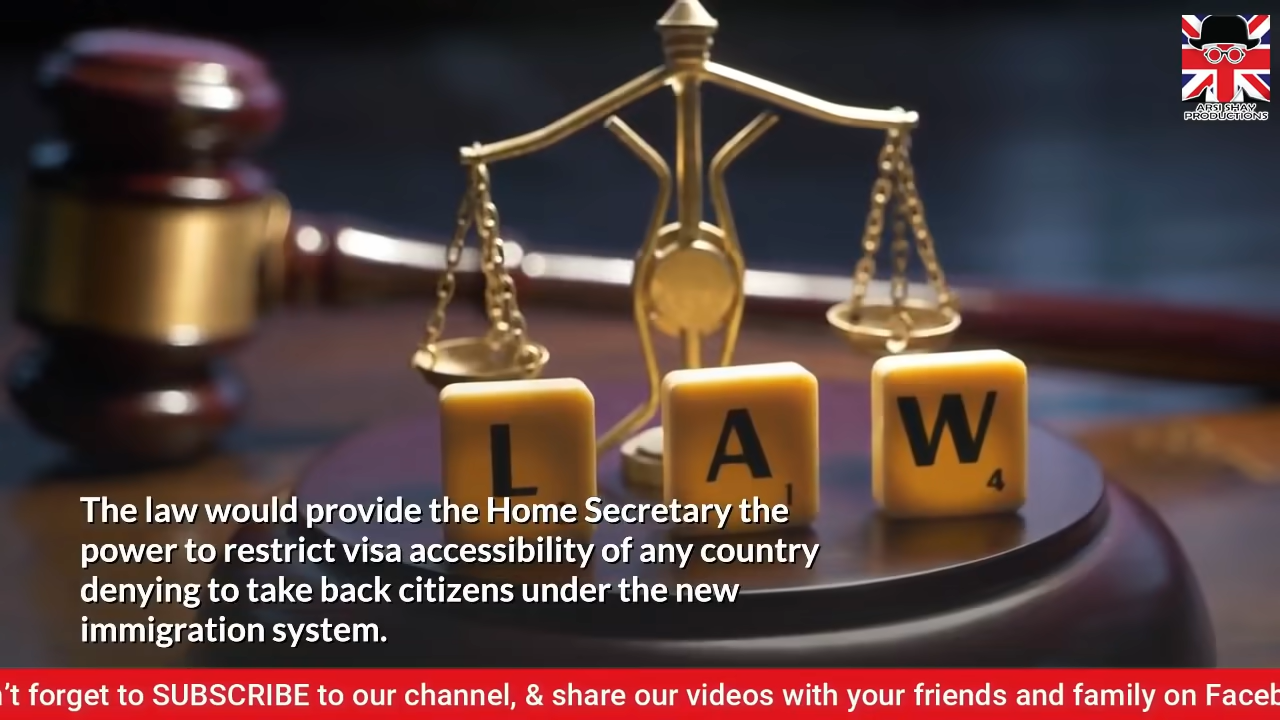 ARSI SHAY
PRODUCTIONS
L
A
1
W
4
The law would provide the Home Secretary the
power to restrict visa accessibility of any country
denying to take back citizens under the new
immigration system.
't forget to SUBSCRIBE to our channel, & share our videos with your friends and family on Faceb